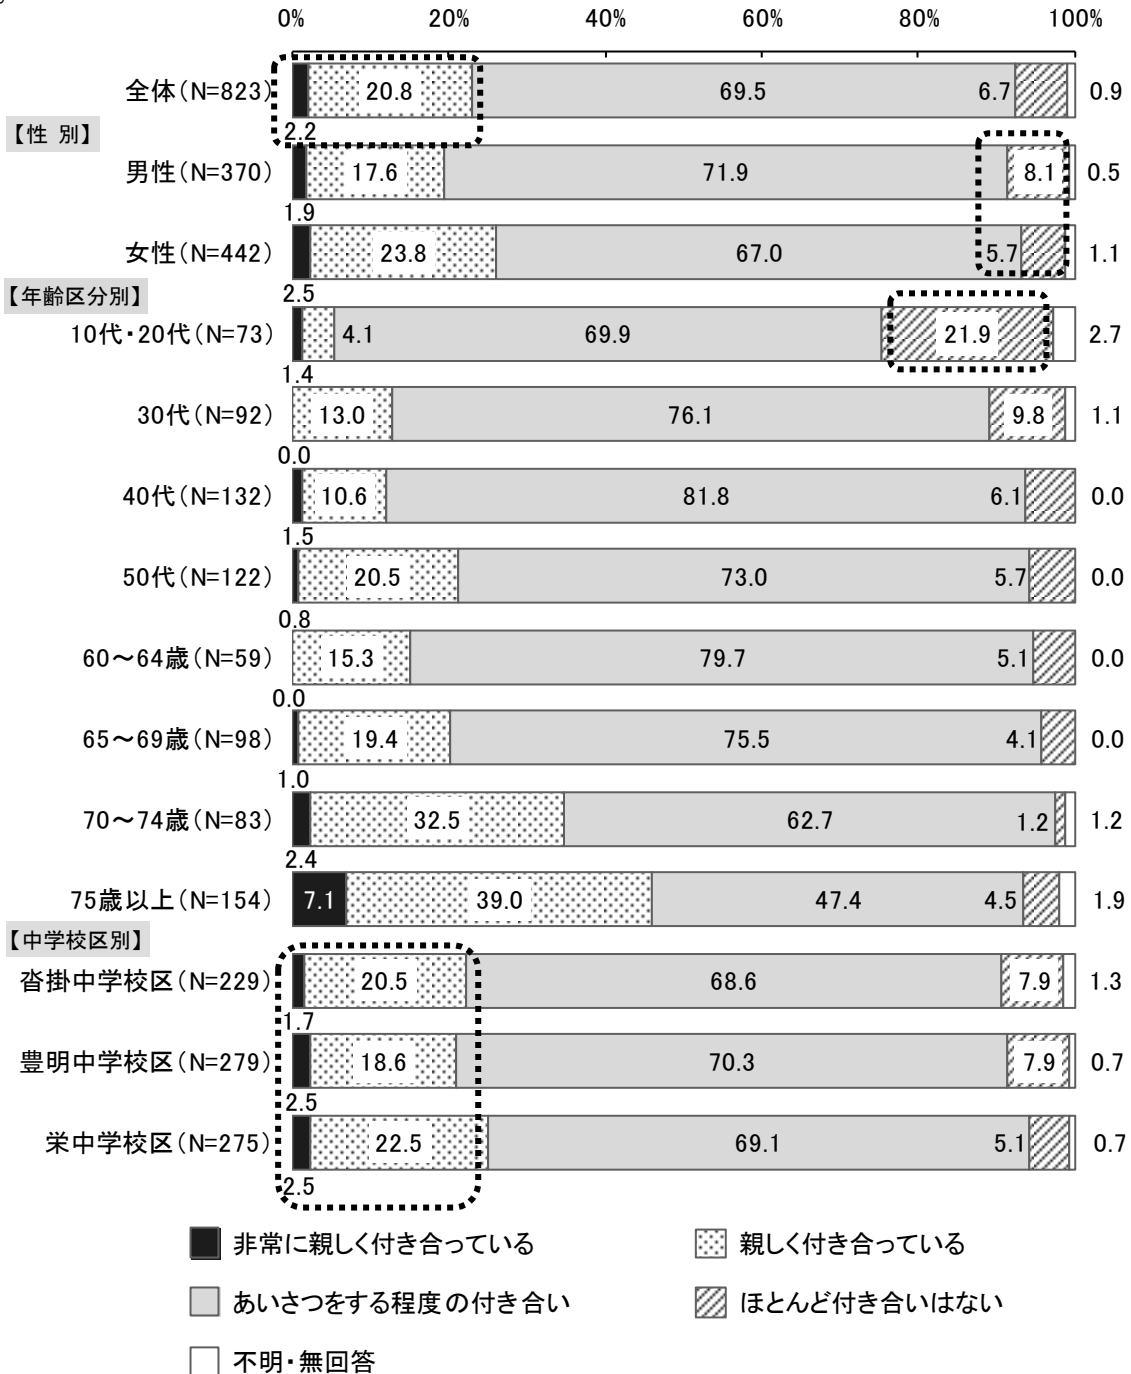 0% 20% 40% 60% 80% 100%
全体(N=823) 20.8 69.5 6.7 0.9
2.2
【性 別】
男性(N=370) 17.6 71.9 8.1 0.5
1.9
女性(N=442) 23.8 67.0 5.7 1.1
2.5
【年齢区分別】
10代・20代(N=73) 4.1 69.9 21.9 2.7
1.4
30代(N=92) 13.0 76.1 9.8 1.1
0.0
40代(N=132) 10.6 81.8 6.1 0.0
1.5
50代(N=122) 20.5 73.0 5.7 0.0
0.8
60～64歳(N=59) 15.3 79.7 5.1 0.0
0.0
65～69歳(N=98) 19.4 75.5 4.1 0.0
1.0
70～74歳(N=83) 32.5 62.7 1.2 1.2
2.4
75歳以上(N=154) 7.1 39.0 47.4 4.5 1.9
【中学校区別】
沓掛中学校区(N=229) 20.5 68.6 7.9 1.3
1.7
豊明中学校区(N=279) 18.6 70.3 7.9 0.7
2.5
栄中学校区(N=275) 22.5 69.1 5.1 0.7
2.5
非常に親しく付き合っている 親しく付き合っている
あいさつをする程度の付き合い ほとんど付き合いはない
不明・無回答